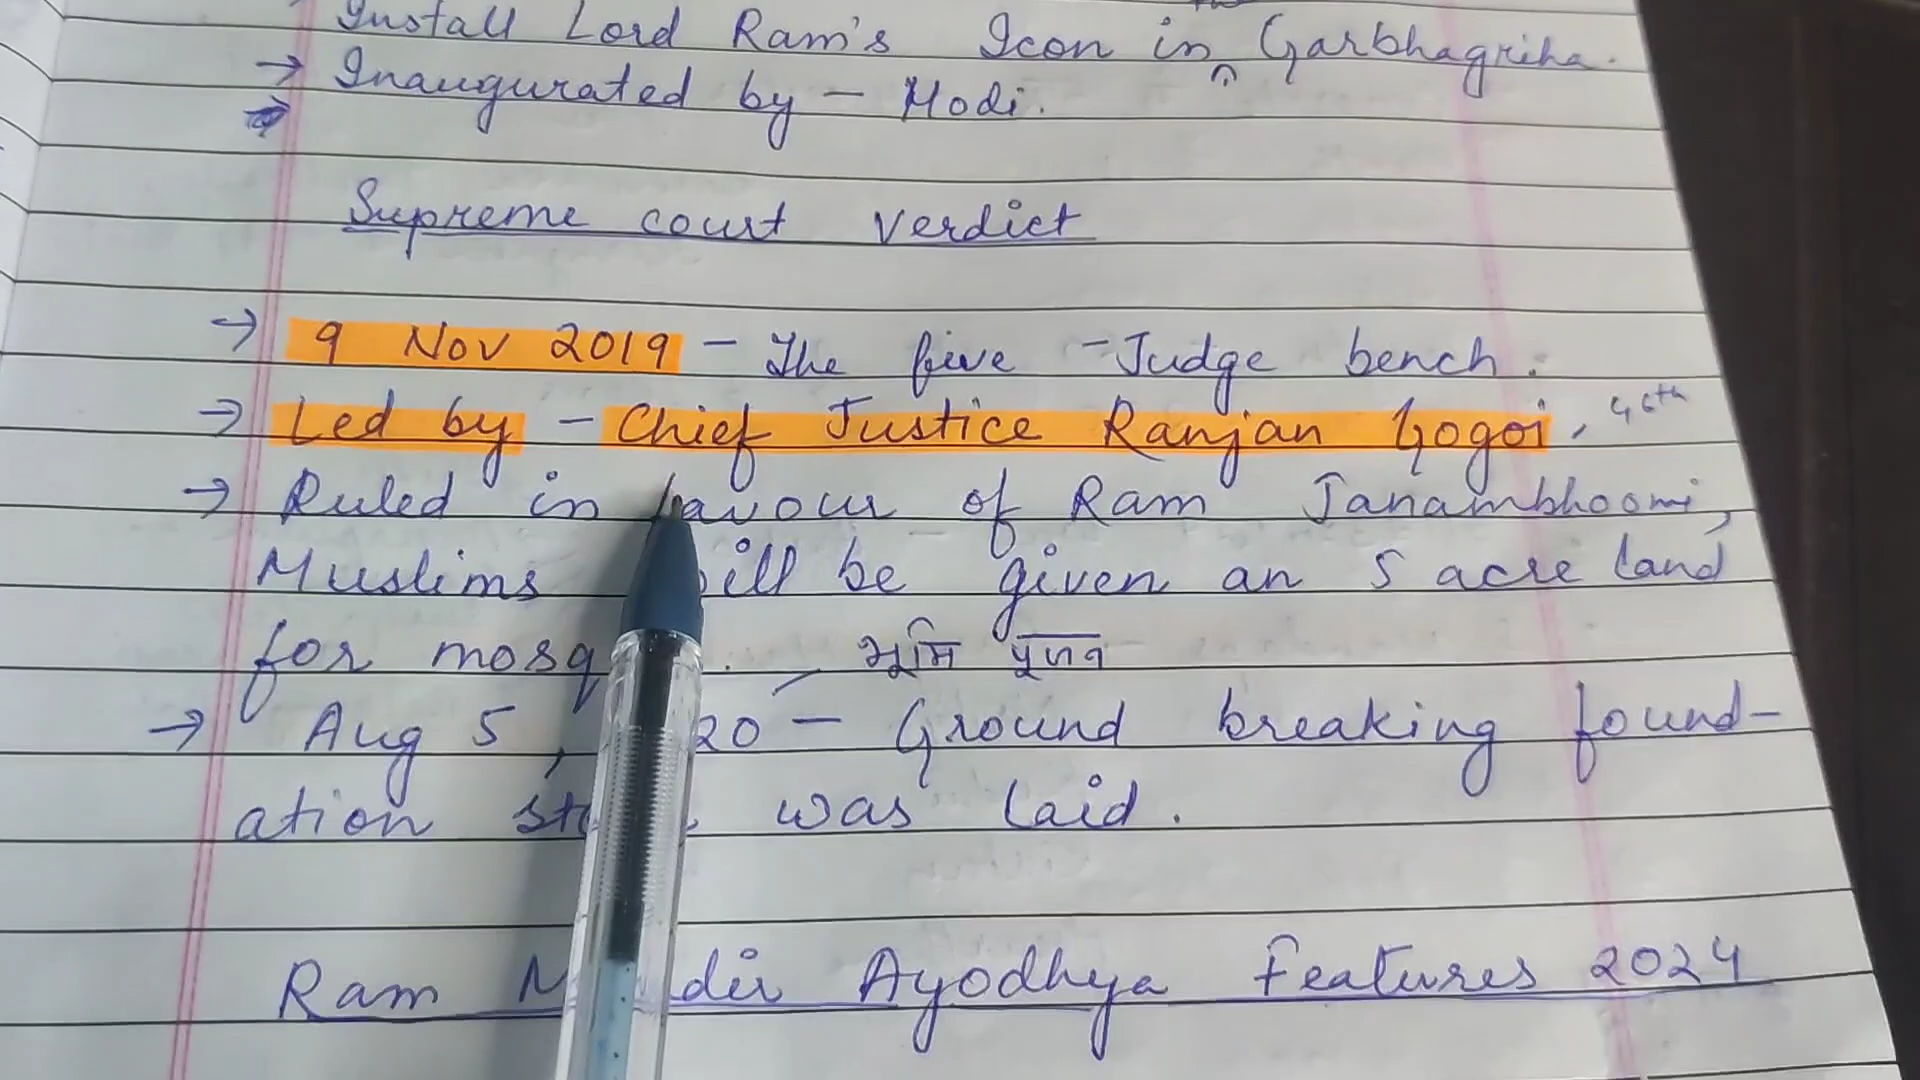 Install Lord Ram's Icon in Garbhagriha.
→ Inaugurated by - Modi.
Supreme court verdict
→ 9 Nov 2019 - The five - Judge bench.
→ Led by - Chief Justice Ranjan Gogoi, 46th
→ Ruled in favour of Ram Janambhoomi,
Muslims will be given an 5 acre land
for mosq . भूमि पूजन
→ Aug 5, 20 - Ground breaking found-
ation st was laid.
Ram M dir Ayodhya Features 2024